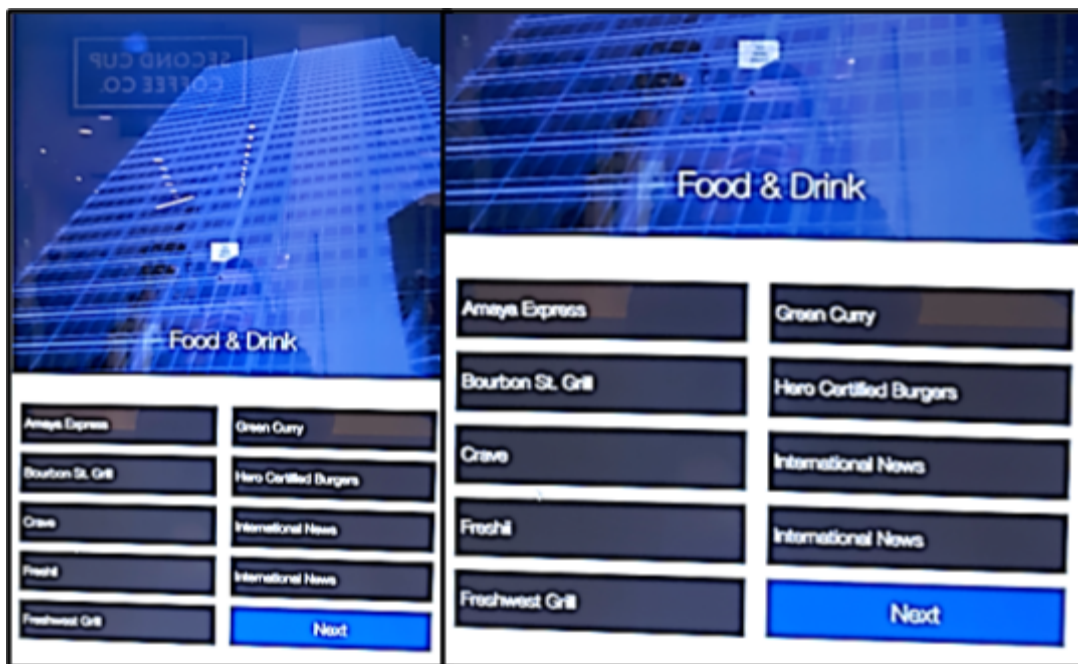 SECOND CUP
COFFEE CO.
Food & Drink
Amaya Express
Green Curry
Bourbon St. Grill
Hero Certified Burgers
Crave
International News
Freshii
International News
Freshwest Grill
Next
Food & Drink
Amaya Express
Green Curry
Bourbon St. Grill
Hero Certified Burgers
Crave
International News
Freshii
International News
Freshwest Grill
Next